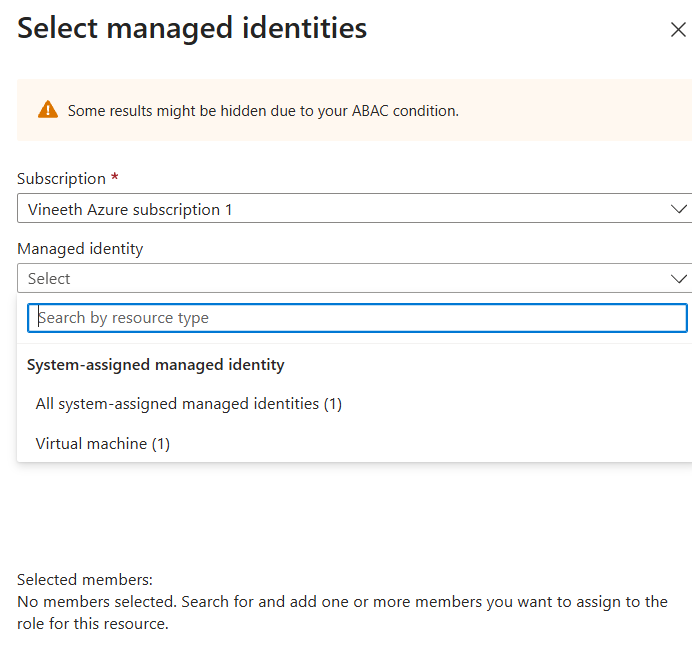 Select managed identities
Some results might be hidden due to your ABAC condition.
Subscription *
Vineeth Azure subscription 1
Managed identity
Select
Search by resource type
System-assigned managed identity
All system-assigned managed identities (1)
Virtual machine (1)
Selected members:
No members selected. Search for and add one or more members you want to assign to the
role for this resource.